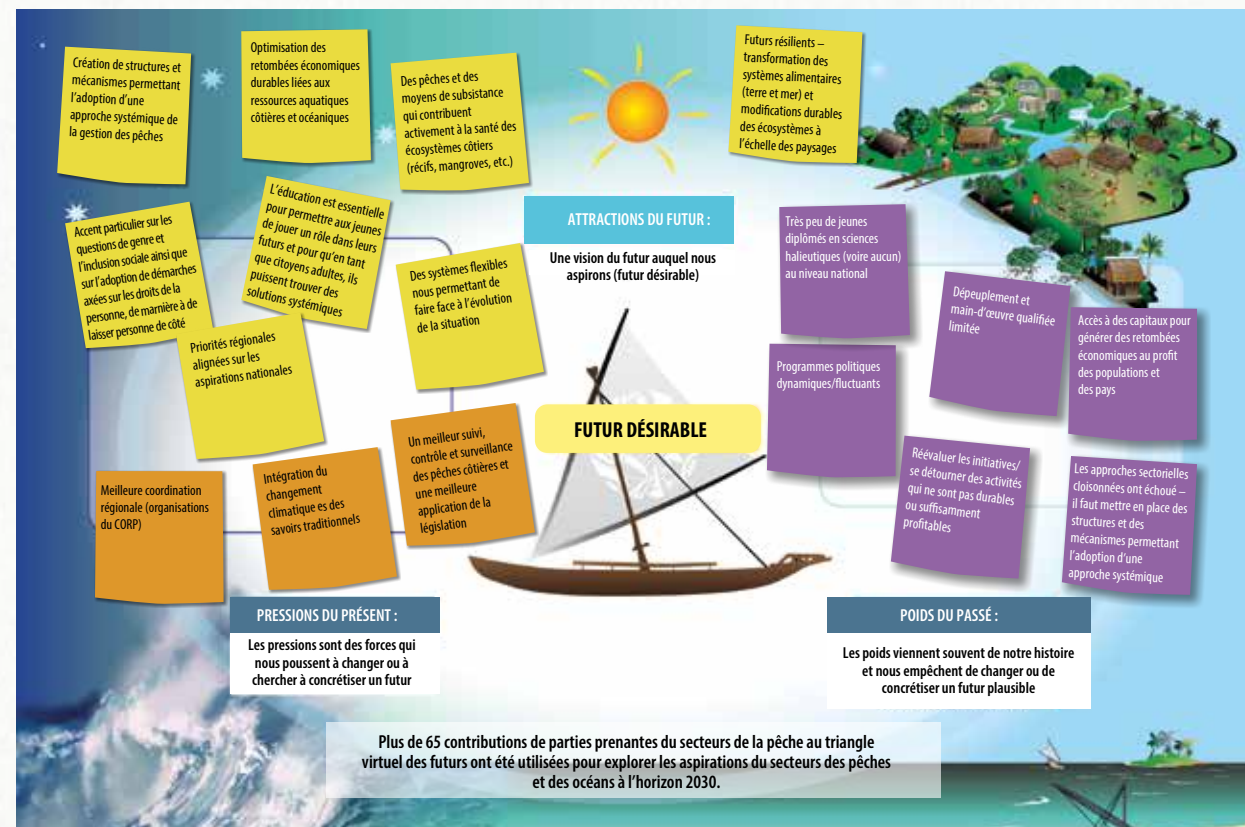 Création de structures et
mécanismes permettant
l'adoption d'une
approche systémique de
la gestion des pêches
Optimisation des
retombées économiques
durables liées aux
ressources aquatiques
côtières et océaniques
Des pêches et des
moyens de subsistance
qui contribuent
activement à la santé des
écosystèmes côtiers
(récifs, mangroves, etc.)
Futurs résilients –
transformation des
systèmes alimentaires
(terre et mer) et
modifications durables
des écosystèmes à
l'échelle des paysages
Accent particulier sur les
questions de genre et
l'inclusion sociale ainsi que
sur l'adoption de démarches
axées sur les droits de la
personne, de marnière à de
laisser personne de côté
L'éducation est essentielle
pour permettre aux jeunes
de jouer un rôle dans leurs
futurs et pour qu'en tant
que citoyens adultes, ils
puissent trouver des
solutions systémiques
Des systèmes flexibles
nous permettant de
faire face à l'évolution
de la situation
Priorités régionales
alignées sur les
aspirations nationales
ATTRACTIONS DU FUTUR :
Une vision du futur auquel nous
aspirons (futur désirable)
Très peu de jeunes
diplômés en sciences
halieutiques (voire aucun)
au niveau national
Dépeuplement et
main-d'œuvre qualifiée
limitée
Accès à des capitaux pour
générer des retombées
économiques au profit
des populations et
des pays
Programmes politiques
dynamiques/fluctuants
Réévaluer les initiatives/
se détourner des activités
qui ne sont pas durables
ou suffisamment
profitables
Les approches sectorielles
cloisonnées ont échoué –
il faut mettre en place des
structures et des
mécanismes permettant
l'adoption d'une
approche systémique
FUTUR DÉSIRABLE
Meilleure coordination
régionale (organisations
du CORP)
Intégration du
changement
climatique es des
savoirs traditionnels
Un meilleur suivi,
contrôle et surveillance
des pêches côtières et
une meilleure
application de la
législation
PRESSIONS DU PRÉSENT :
Les pressions sont des forces qui
nous poussent à changer ou à
chercher à concrétiser un futur
POIDS DU PASSÉ :
Les poids viennent souvent de notre histoire
et nous empêchent de changer ou de
concrétiser un futur plausible
Plus de 65 contributions de parties prenantes du secteurs de la pêche au triangle
virtuel des futurs ont été utilisées pour explorer les aspirations du secteurs des pêches
et des océans à l'horizon 2030.